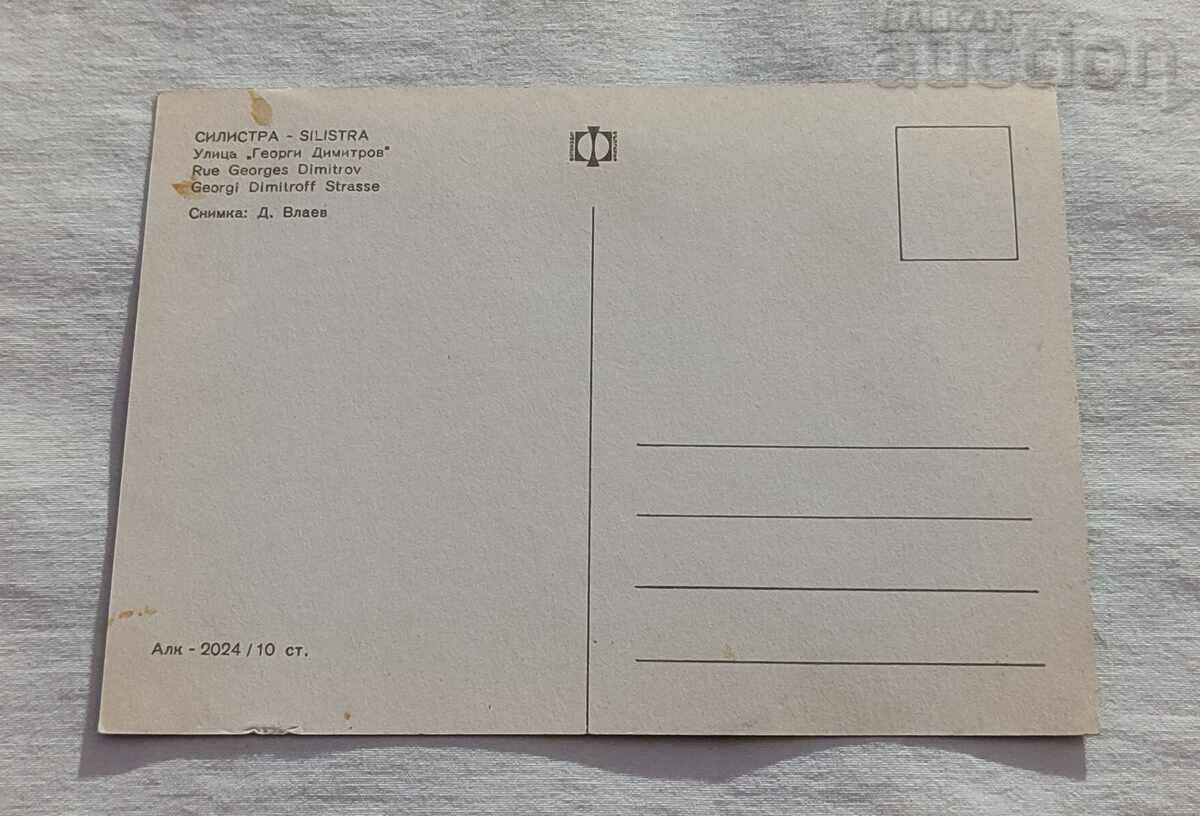 BALKAN
auction
СИЛИСТРА - SILISTRA
Улица „Георги Димитров"
Rue Georges Dimitrov
Georgi Dimitroff Strasse
Снимка: Д. Влаев
Алк - 2024 / 10 ст.